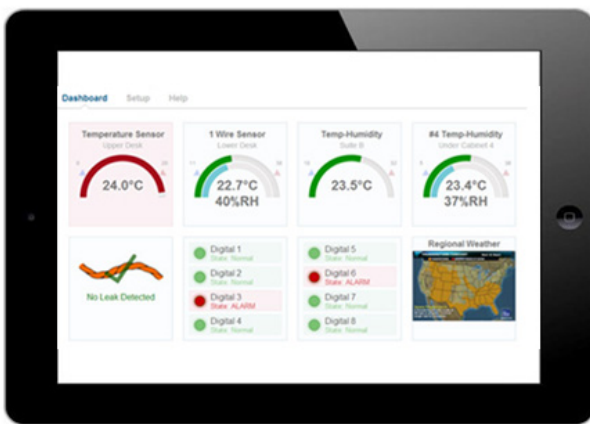 Dashboard Setup Help
Temperature Sensor
Upper Desk
24.0°C
1 Wire Sensor
Lower Desk
22.7°C
40%RH
Temp-Humidity
Suite B
23.5°C
#4 Temp-Humidity
Under Cabinet 4
23.4°C
37%RH
No Leak Detected
Digital 1
State: Normal
Digital 2
State: Normal
Digital 3
State: ALARM
Digital 4
State: Normal
Digital 5
State: Normal
Digital 6
State: ALARM
Digital 7
State: Normal
Digital 8
State: Normal
Regional Weather